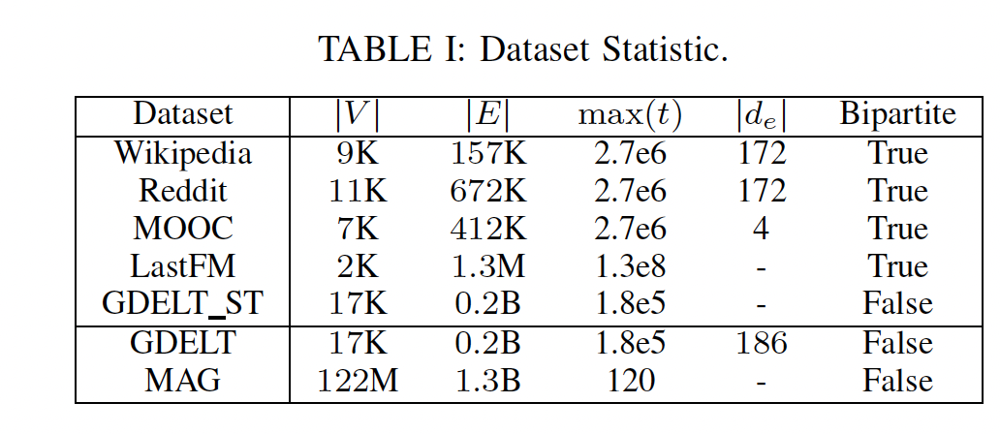 TABLE I: Dataset Statistic.
Dataset |V| |E| max(t) |d_e| Bipartite
Wikipedia 9K 157K 2.7e6 172 True
Reddit 11K 672K 2.7e6 172 True
MOOC 7K 412K 2.7e6 4 True
LastFM 2K 1.3M 1.3e8 - True
GDELT_ST 17K 0.2B 1.8e5 - False
GDELT 17K 0.2B 1.8e5 186 False
MAG 122M 1.3B 120 - False